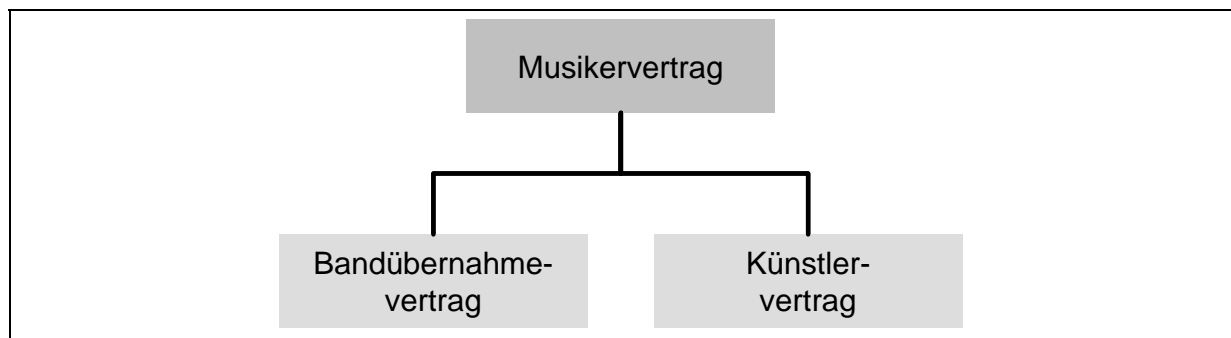 Musikervertrag
Bandübernahme-
vertrag
Künstler-
vertrag